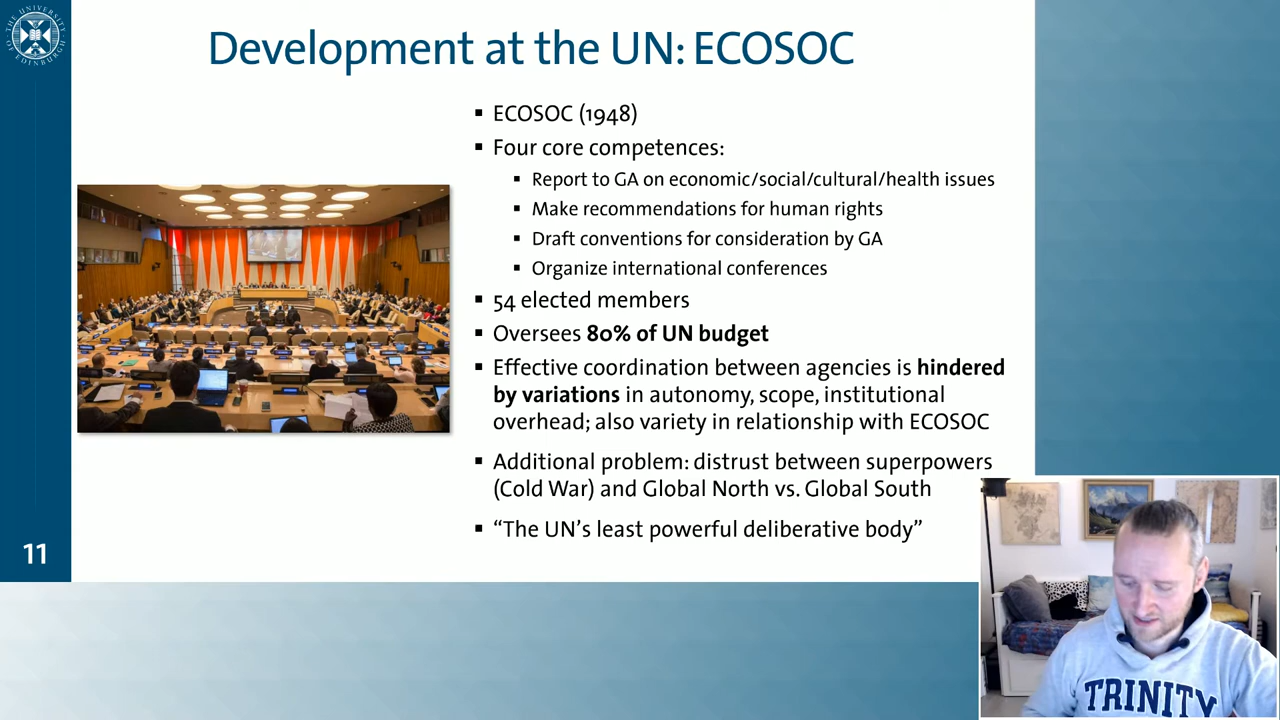 THE UNIVERSITY OF EDINBURGH
Development at the UN: ECOSOC
▪ ECOSOC (1948)
▪ Four core competences:
▪ Report to GA on economic/social/cultural/health issues
▪ Make recommendations for human rights
▪ Draft conventions for consideration by GA
▪ Organize international conferences
▪ 54 elected members
▪ Oversees 80% of UN budget
▪ Effective coordination between agencies is hindered
by variations in autonomy, scope, institutional
overhead; also variety in relationship with ECOSOC
▪ Additional problem: distrust between superpowers
(Cold War) and Global North vs. Global South
▪ “The UN’s least powerful deliberative body”
11
TRINITY